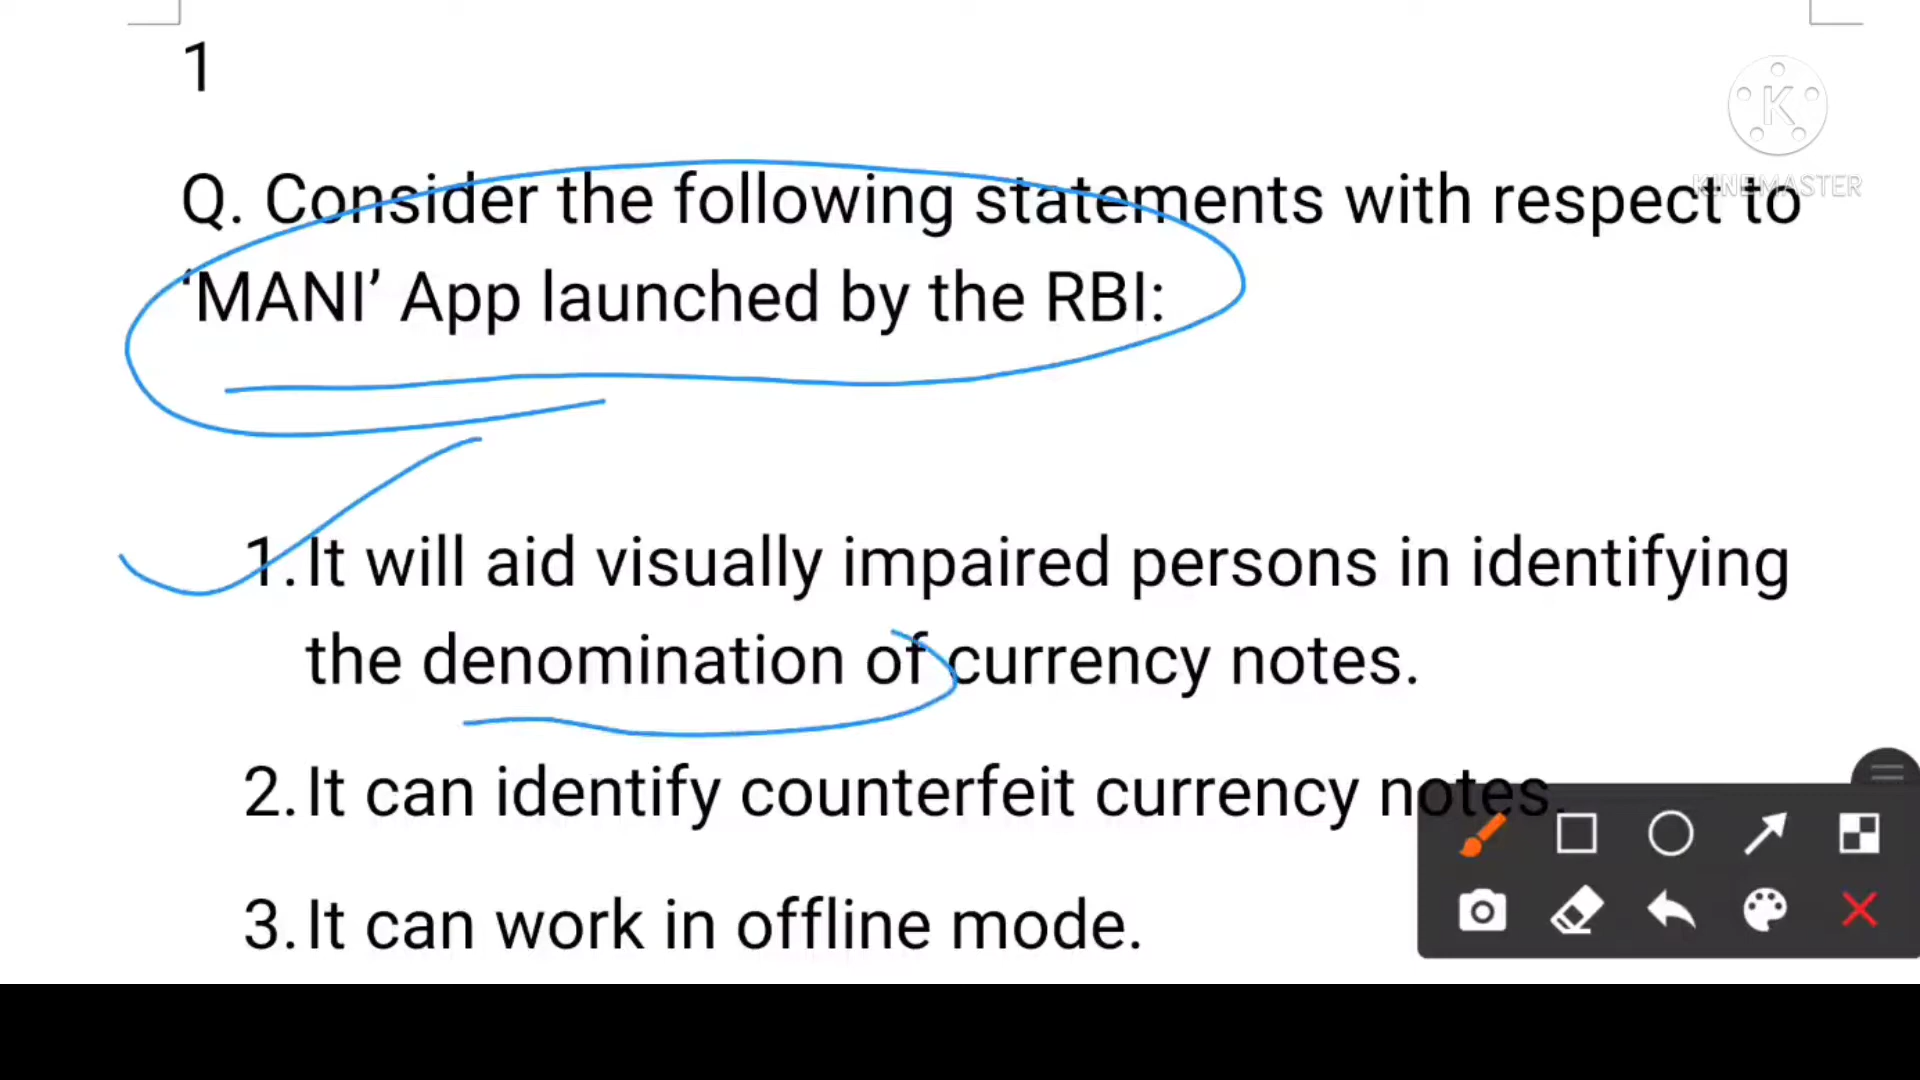 1
KINEMASTER
Q. Consider the following statements with respect to
‘MANI’ App launched by the RBI:
1. It will aid visually impaired persons in identifying
the denomination of currency notes.
2. It can identify counterfeit currency notes.
3. It can work in offline mode.